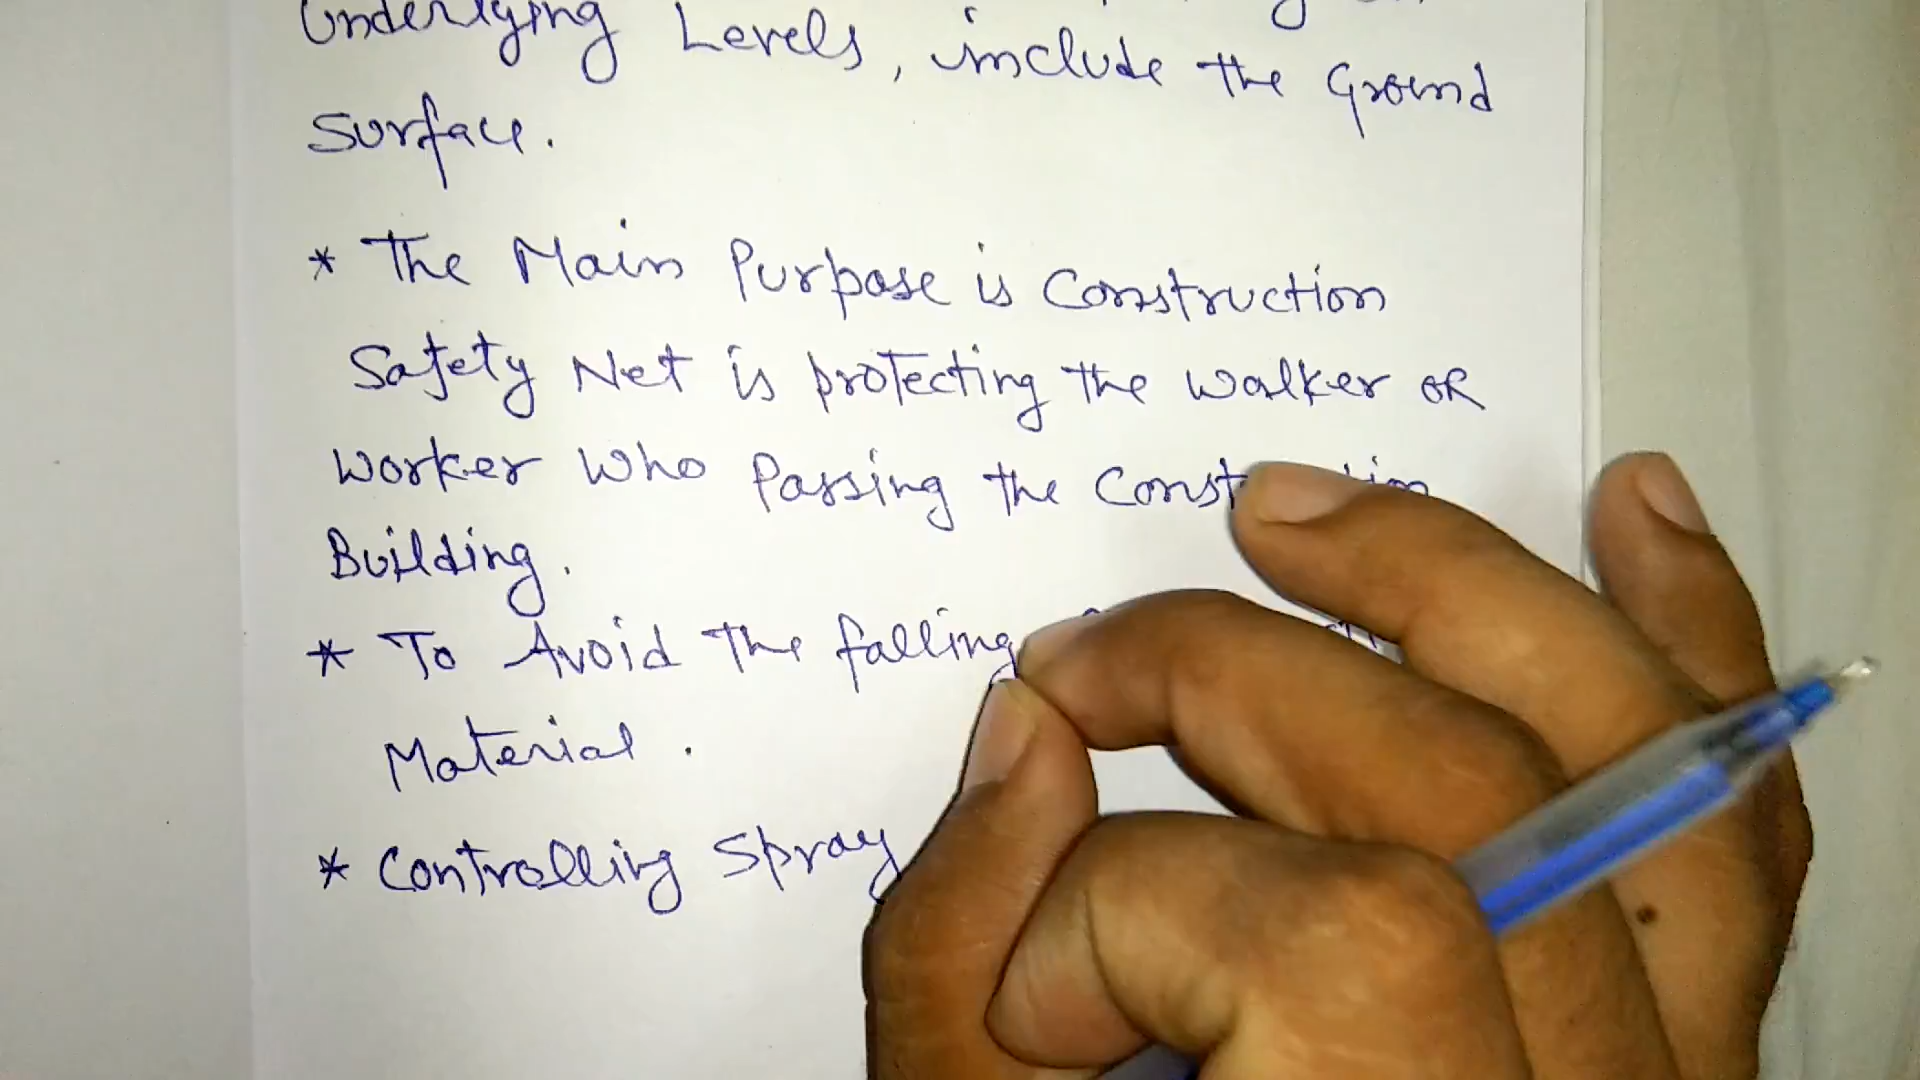 Underlying Levels, include the Ground
Surface.
* The Main Purpose is Construction
Safety Net is protecting the walker OR
worker who Passing the
Building.
* To Avoid the falling
Material.
* Controlling Spray